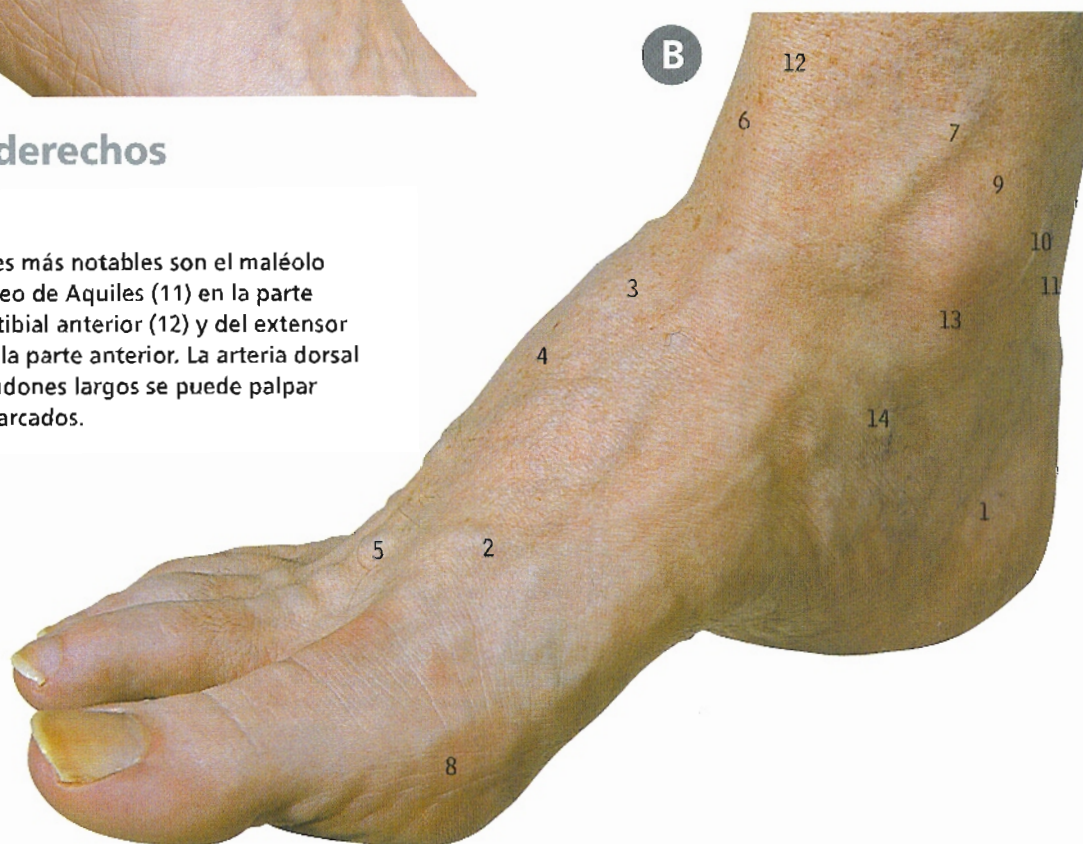 derechos
es más notables son el maléolo
eo de Aquiles (11) en la parte
tibial anterior (12) y del extensor
la parte anterior. La arteria dorsal
dones largos se puede palpar
arcados.
B
12
6
7
9
10
11
3
13
4
14
1
5
2
8